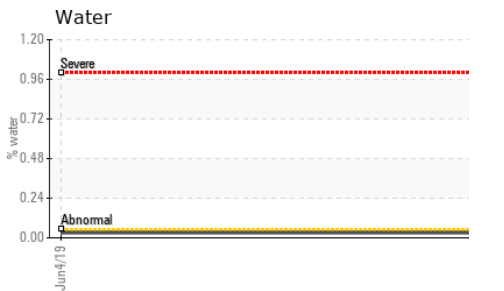 Water
1.20
Severe
0.96
0.72
% water
0.48
0.24
Abnormal
0.00
Jun4/19